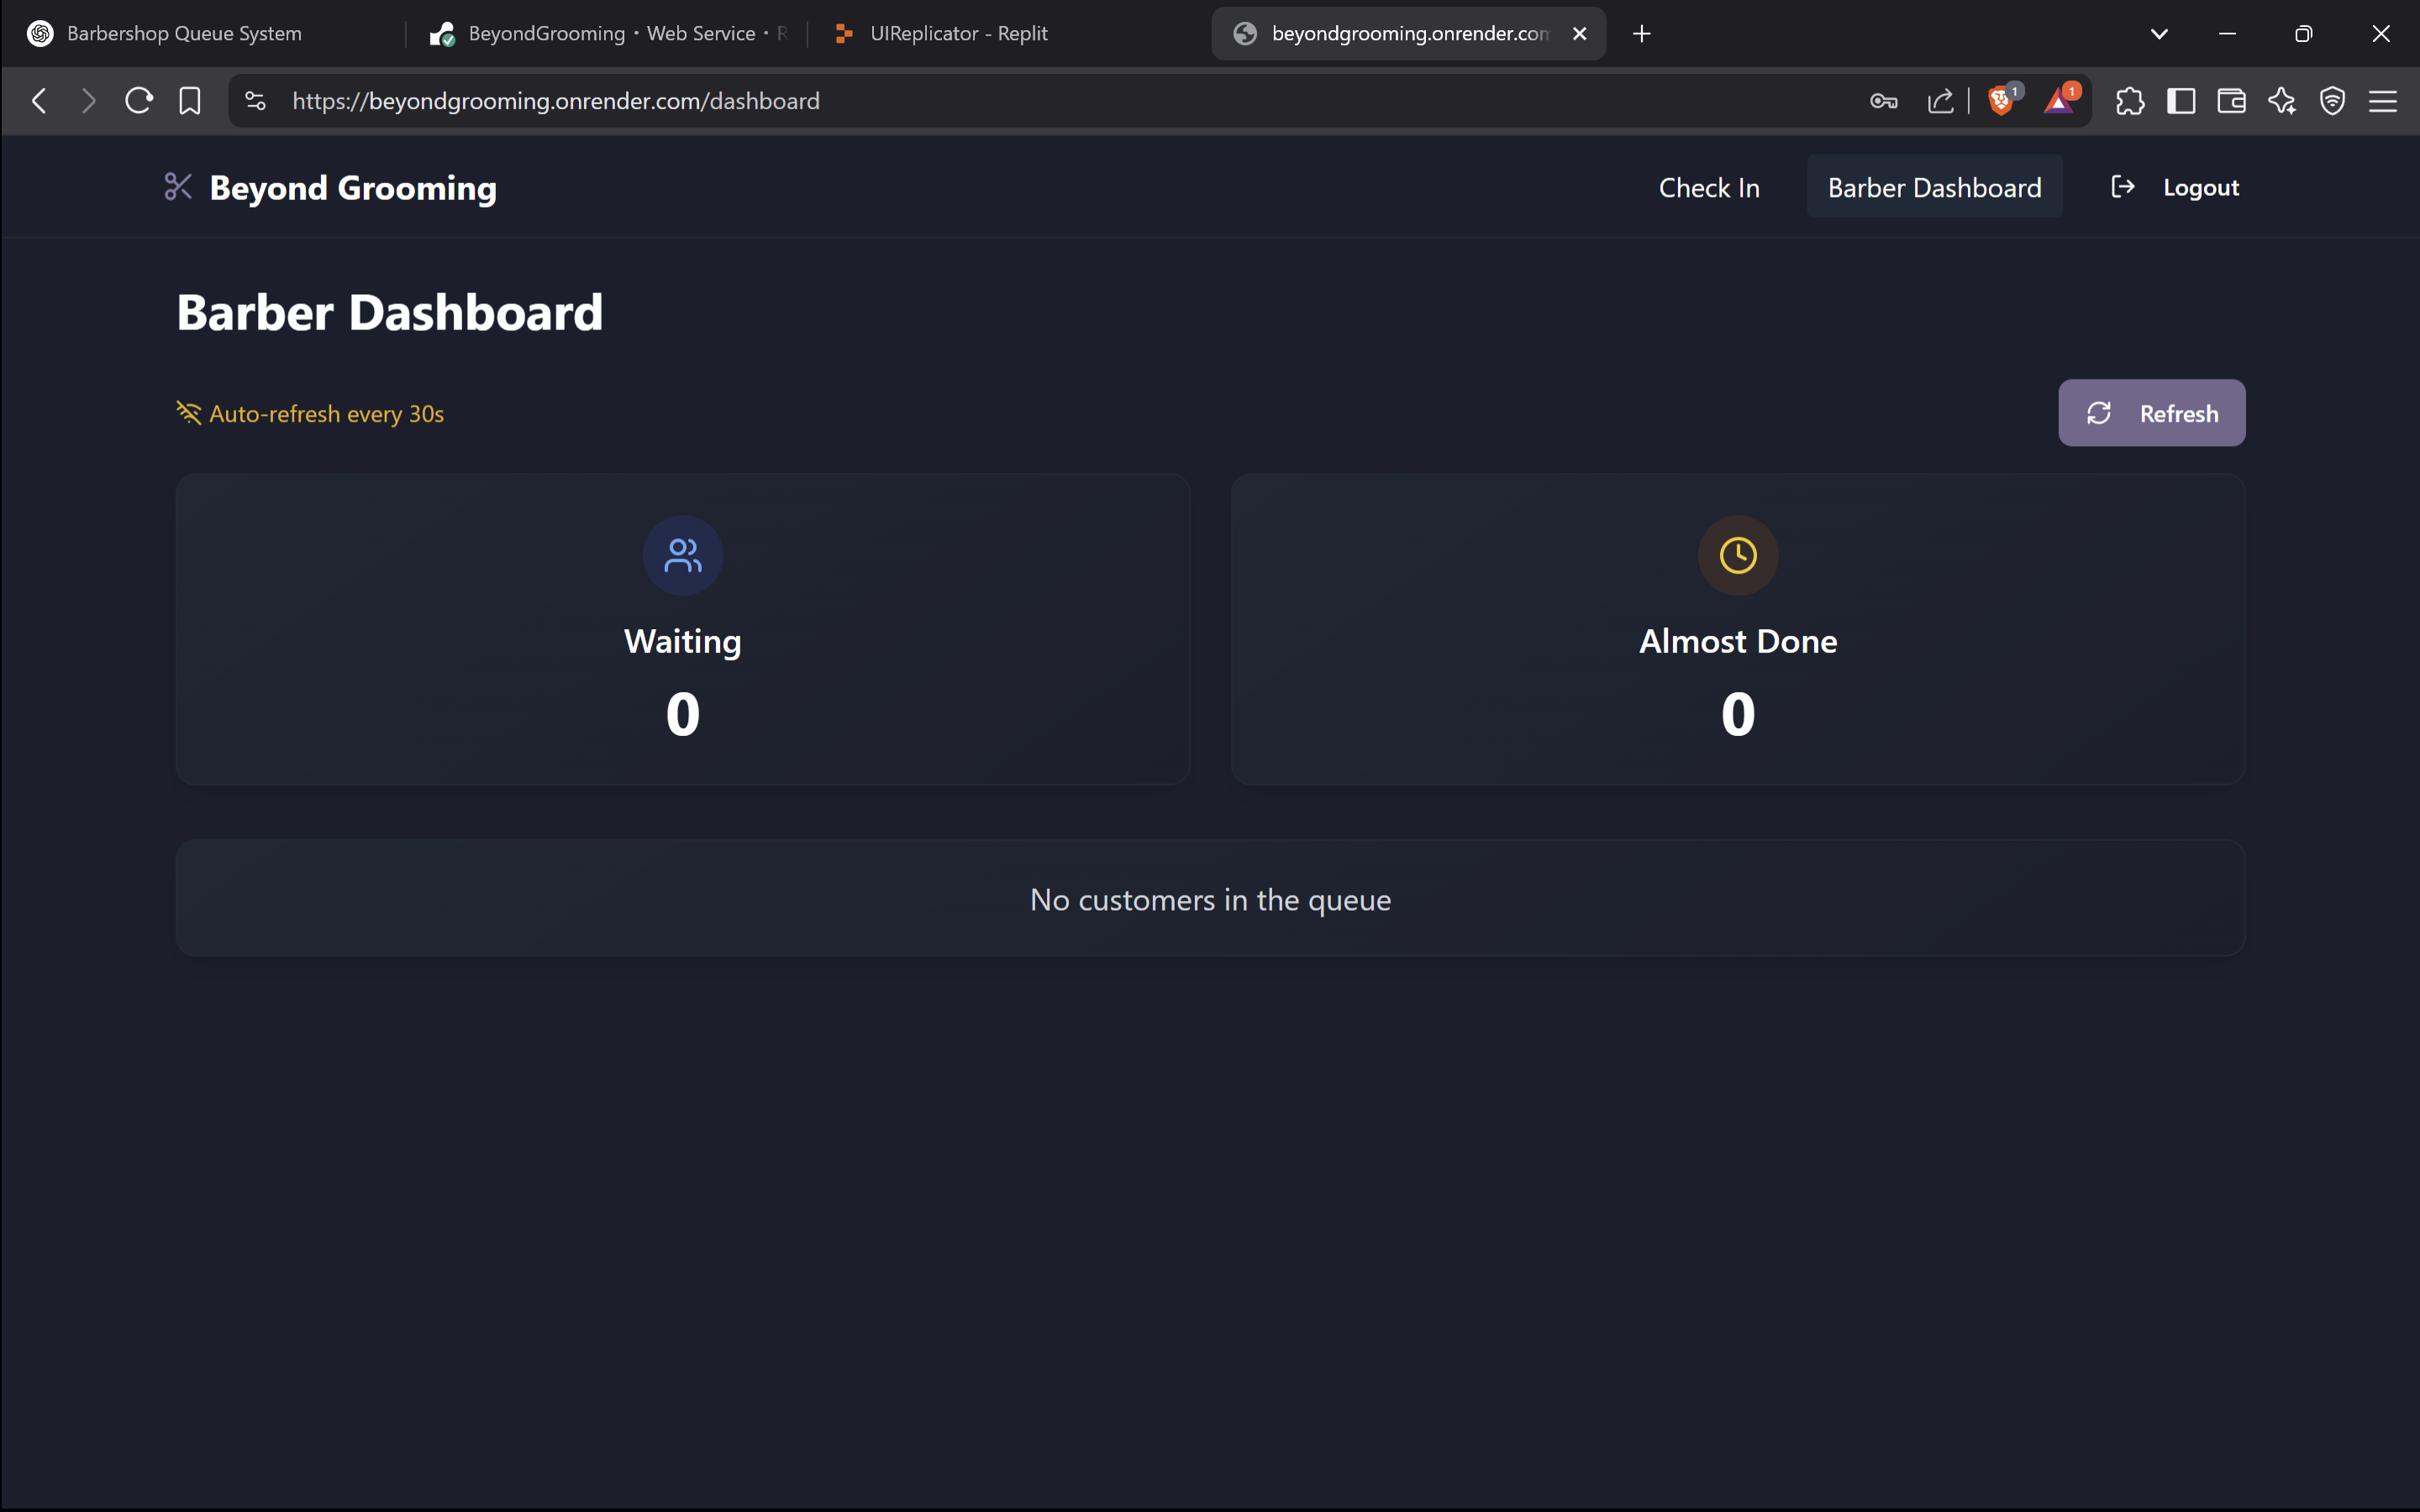 Barbershop Queue System
BeyondGrooming • Web Service • R
UIReplicator - Replit
beyondgrooming.onrender.com
https://beyondgrooming.onrender.com/dashboard
1
1
Beyond Grooming
Check In
Barber Dashboard
Logout
Barber Dashboard
Auto-refresh every 30s
Refresh
Waiting
0
Almost Done
0
No customers in the queue